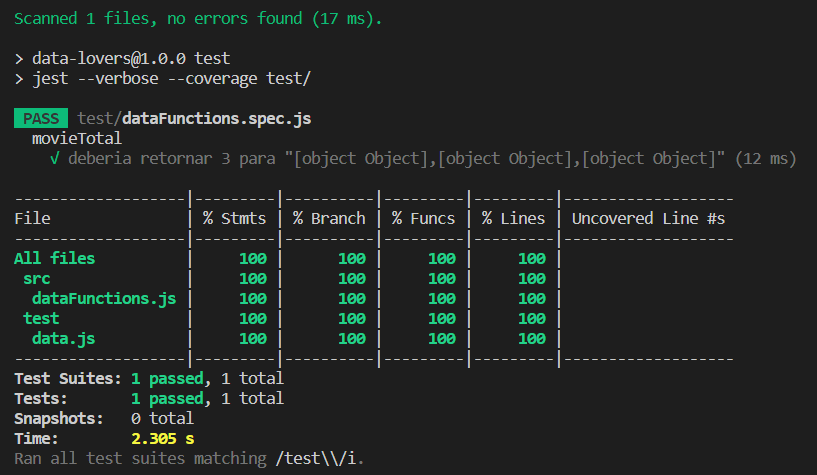 Scanned 1 files, no errors found (17 ms).
> data-lovers@1.0.0 test
> jest --verbose --coverage test/
PASS test/dataFunctions.spec.js
movieTotal
√ deberia retornar 3 para "[object Object],[object Object],[object Object]" (12 ms)
-------------------|---------|----------|---------|---------|-------------------
File | % Stmts | % Branch | % Funcs | % Lines | Uncovered Line #s
-------------------|---------|----------|---------|---------|-------------------
All files | 100 | 100 | 100 | 100 |
src | 100 | 100 | 100 | 100 |
dataFunctions.js | 100 | 100 | 100 | 100 |
test | 100 | 100 | 100 | 100 |
data.js | 100 | 100 | 100 | 100 |
-------------------|---------|----------|---------|---------|-------------------
Test Suites: 1 passed, 1 total
Tests: 1 passed, 1 total
Snapshots: 0 total
Time: 2.305 s
Ran all test suites matching /test\\/i.